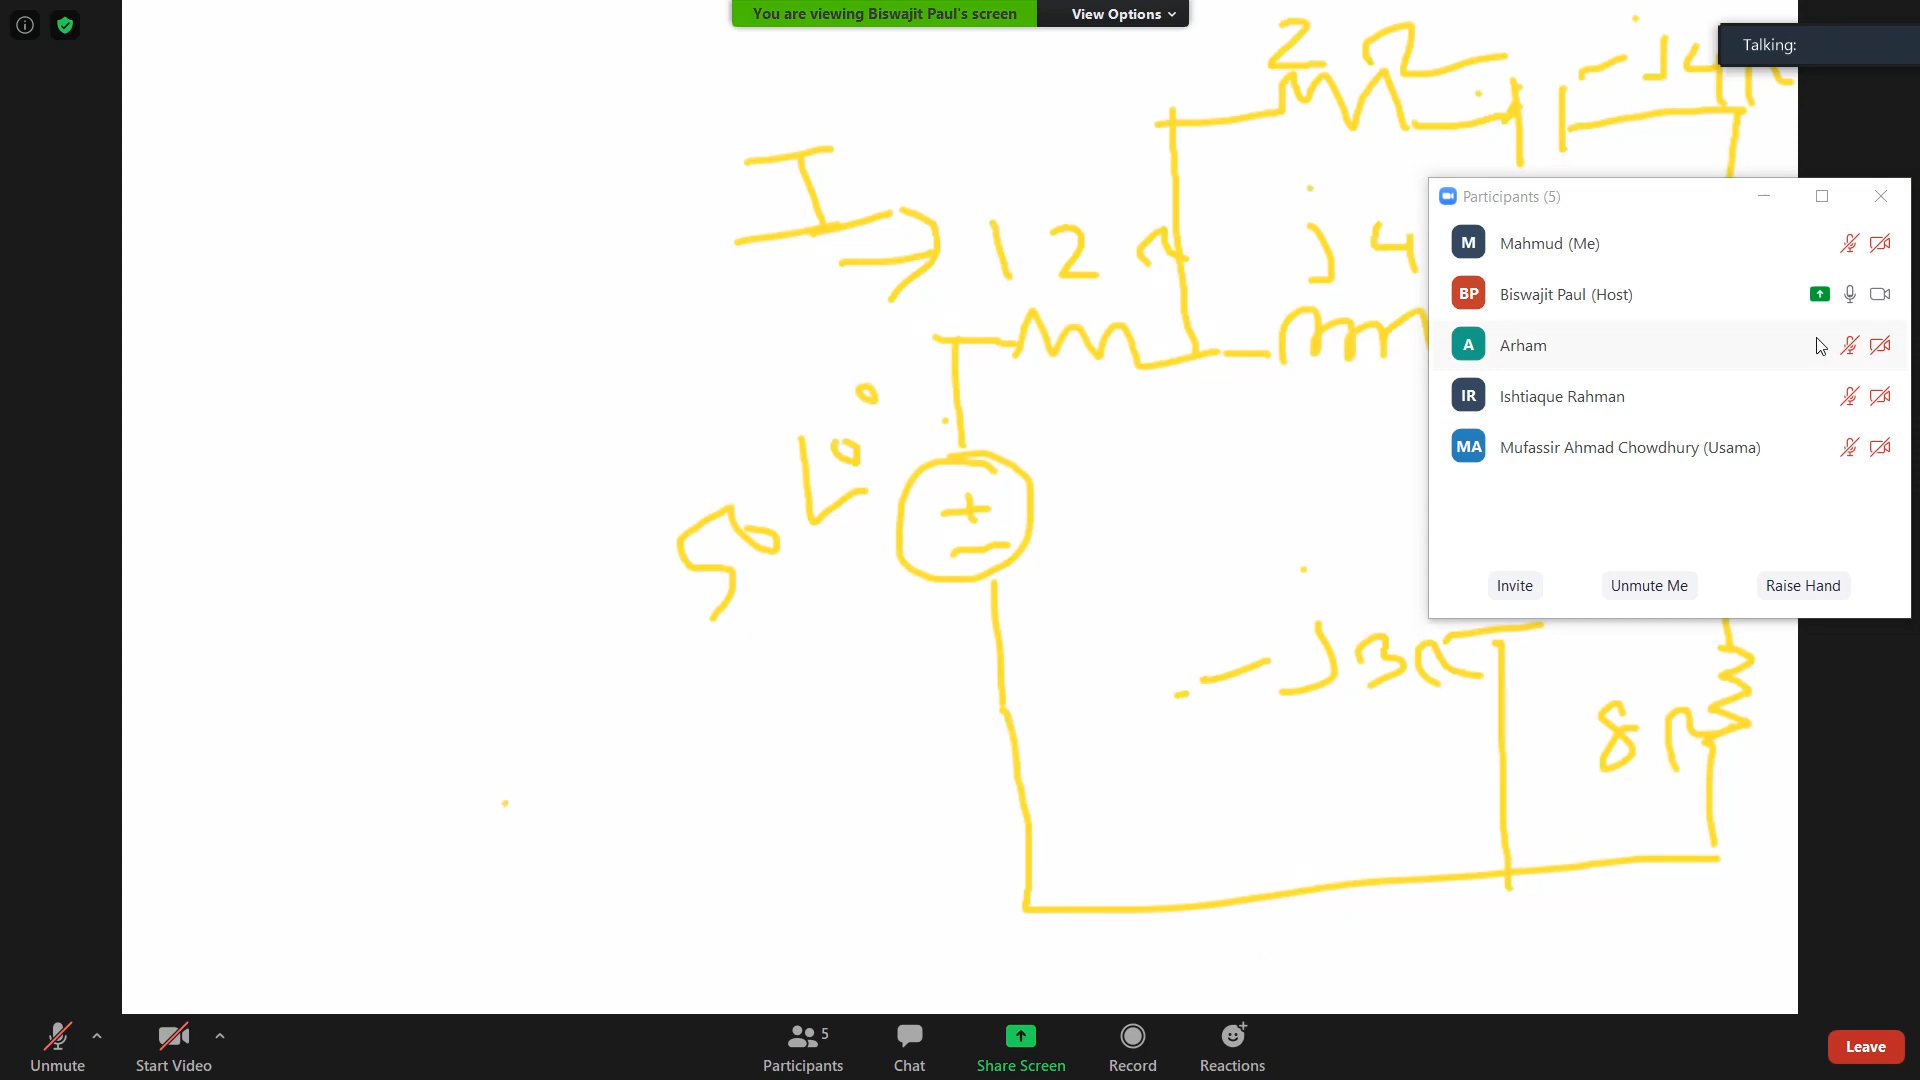 You are viewing Biswajit Paul's screen
View Options
Talking:
2 Ω
-J4
I
12Ω
J4
50∠0°
-J3Ω
8Ω
Participants (5)
M Mahmud (Me)
BP Biswajit Paul (Host)
A Arham
IR Ishtiaque Rahman
MA Mufassir Ahmad Chowdhury (Usama)
Invite
Unmute Me
Raise Hand
Unmute
Start Video
Participants 5
Chat
Share Screen
Record
Reactions
Leave